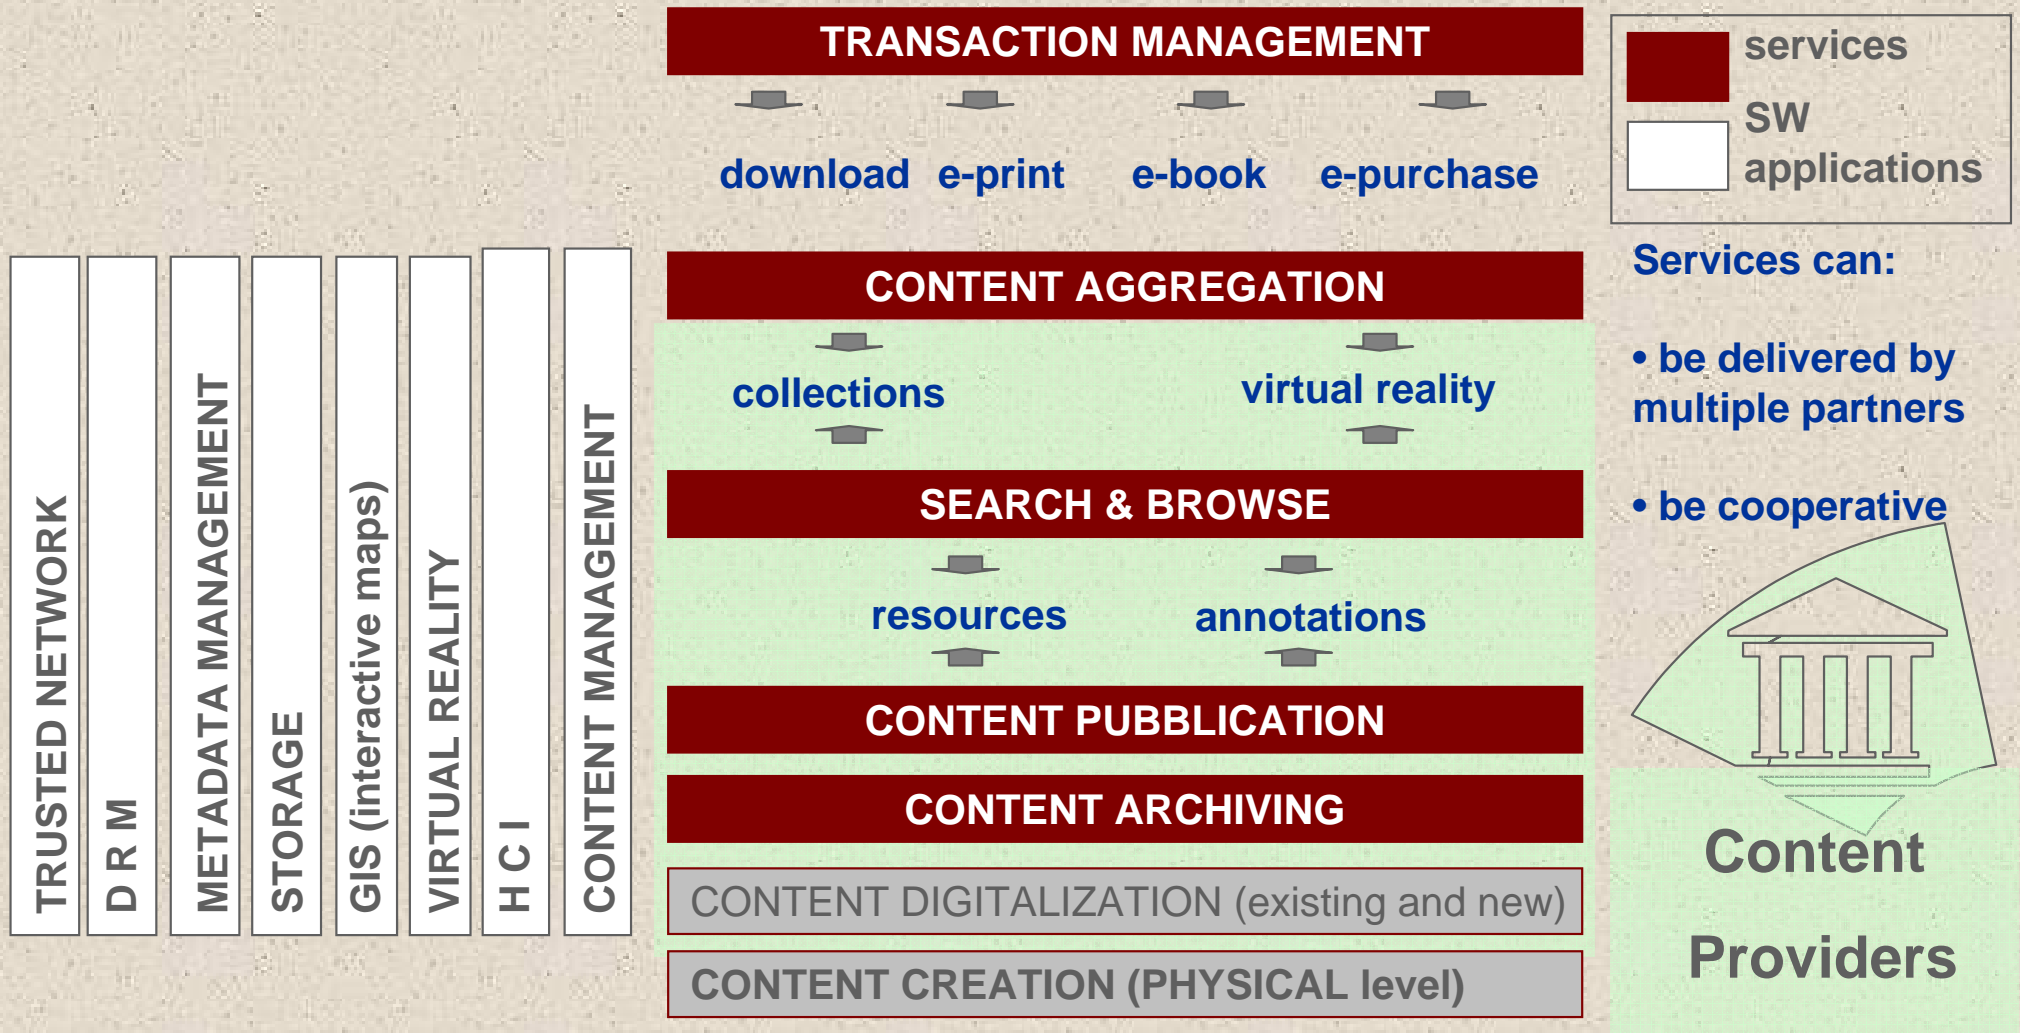 TRANSACTION MANAGEMENT
download e-print e-book e-purchase
services
SW
applications
TRUSTED NETWORK
D R M
METADATA MANAGEMENT
STORAGE
GIS (interactive maps)
VIRTUAL REALITY
H C I
CONTENT MANAGEMENT
CONTENT AGGREGATION
collections virtual reality
SEARCH & BROWSE
resources annotations
CONTENT PUBBLICATION
CONTENT ARCHIVING
CONTENT DIGITALIZATION (existing and new)
CONTENT CREATION (PHYSICAL level)
Services can:
• be delivered by
multiple partners
• be cooperative
Content
Providers